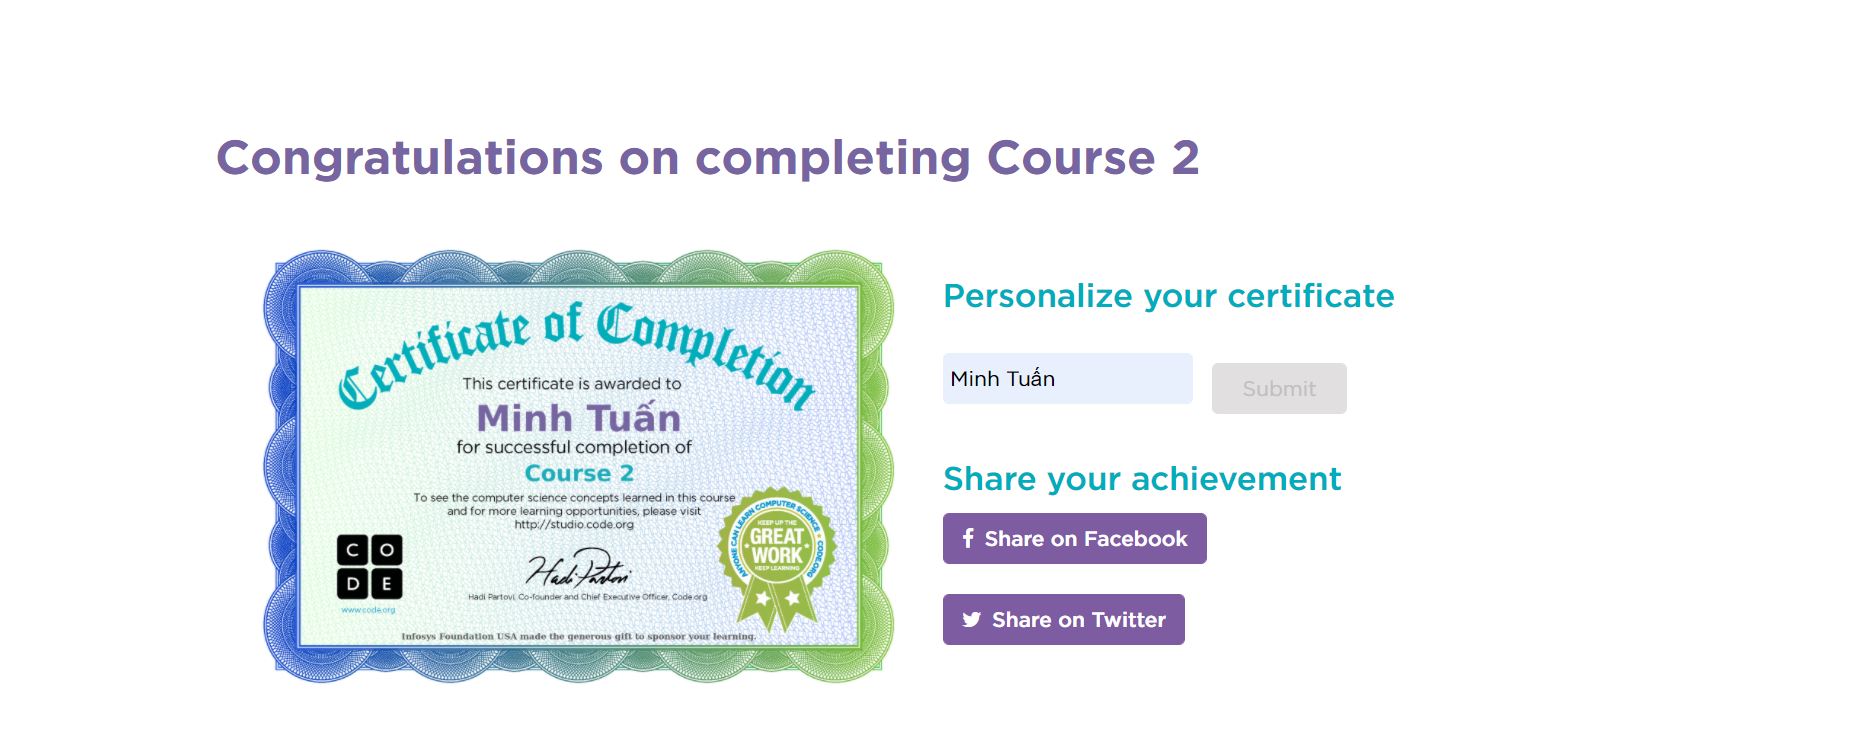 Congratulations on completing Course 2
Certificate of Completion
This certificate is awarded to
Minh Tuấn
for successful completion of
Course 2
To see the computer science concepts learned in this course
and for more learning opportunities, please visit
http://studio.code.org
CODE
www.code.org
Hadi Partovi
Hadi Partovi, Co-founder and Chief Executive Officer, Code.org
ANYONE CAN LEARN COMPUTER SCIENCE
CODE.ORG
KEEP UP THE
GREAT
WORK
KEEP LEARNING
Infosys Foundation USA made the generous gift to sponsor your learning.
Personalize your certificate
Minh Tuấn
Submit
Share your achievement
Share on Facebook
Share on Twitter